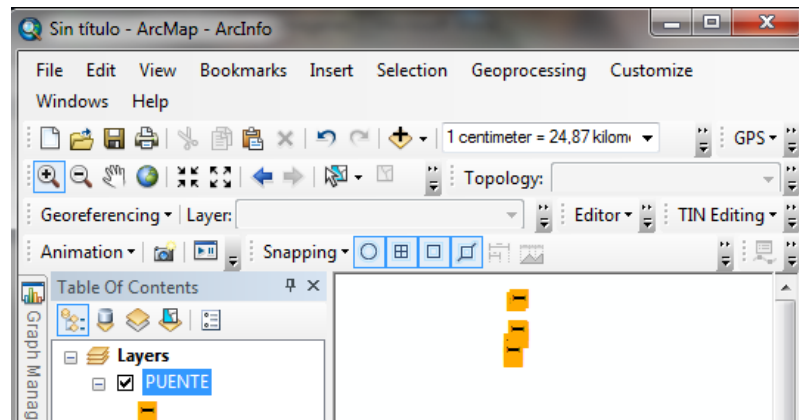 Sin título - ArcMap - ArcInfo
File Edit View Bookmarks Insert Selection Geoprocessing Customize
Windows Help
1 centimeter = 24,87 kilom
GPS
Topology:
Georeferencing Layer: Editor TIN Editing
Animation Snapping
Table Of Contents
Graph Manag
Layers
PUENTE